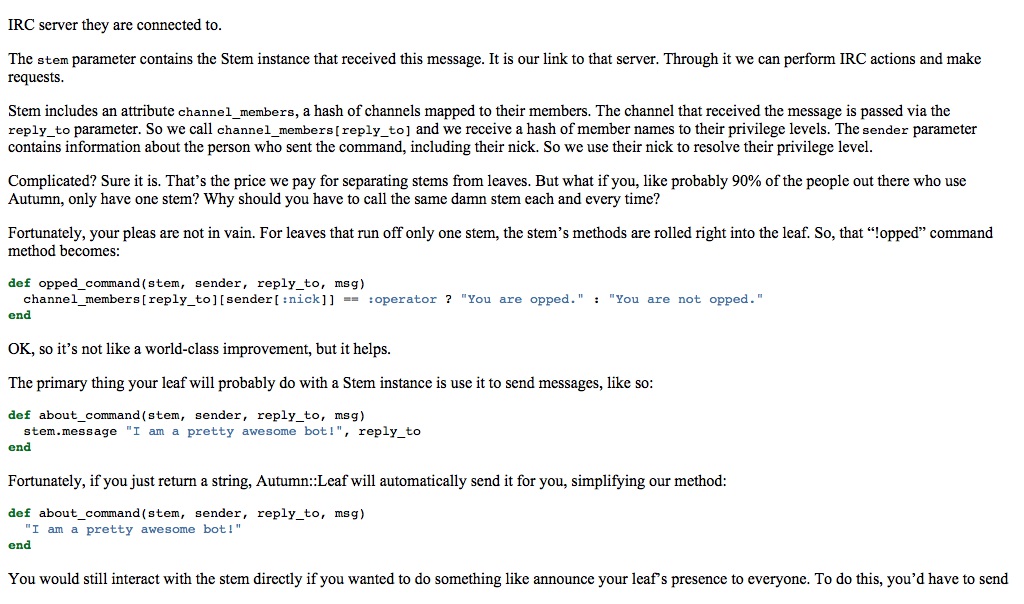 IRC server they are connected to.
The stem parameter contains the Stem instance that received this message. It is our link to that server. Through it we can perform IRC actions and make
requests.
Stem includes an attribute channel_members, a hash of channels mapped to their members. The channel that received the message is passed via the
reply_to parameter. So we call channel_members[reply_to] and we receive a hash of member names to their privilege levels. The sender parameter
contains information about the person who sent the command, including their nick. So we use their nick to resolve their privilege level.
Complicated? Sure it is. That’s the price we pay for separating stems from leaves. But what if you, like probably 90% of the people out there who use
Autumn, only have one stem? Why should you have to call the same damn stem each and every time?
Fortunately, your pleas are not in vain. For leaves that run off only one stem, the stem’s methods are rolled right into the leaf. So, that “!opped” command
method becomes:
def opped_command(stem, sender, reply_to, msg)
  channel_members[reply_to][sender[:nick]] == :operator ? "You are opped." : "You are not opped."
end
OK, so it’s not like a world-class improvement, but it helps.
The primary thing your leaf will probably do with a Stem instance is use it to send messages, like so:
def about_command(stem, sender, reply_to, msg)
  stem.message "I am a pretty awesome bot!", reply_to
end
Fortunately, if you just return a string, Autumn::Leaf will automatically send it for you, simplifying our method:
def about_command(stem, sender, reply_to, msg)
  "I am a pretty awesome bot!"
end
You would still interact with the stem directly if you wanted to do something like announce your leaf’s presence to everyone. To do this, you’d have to send